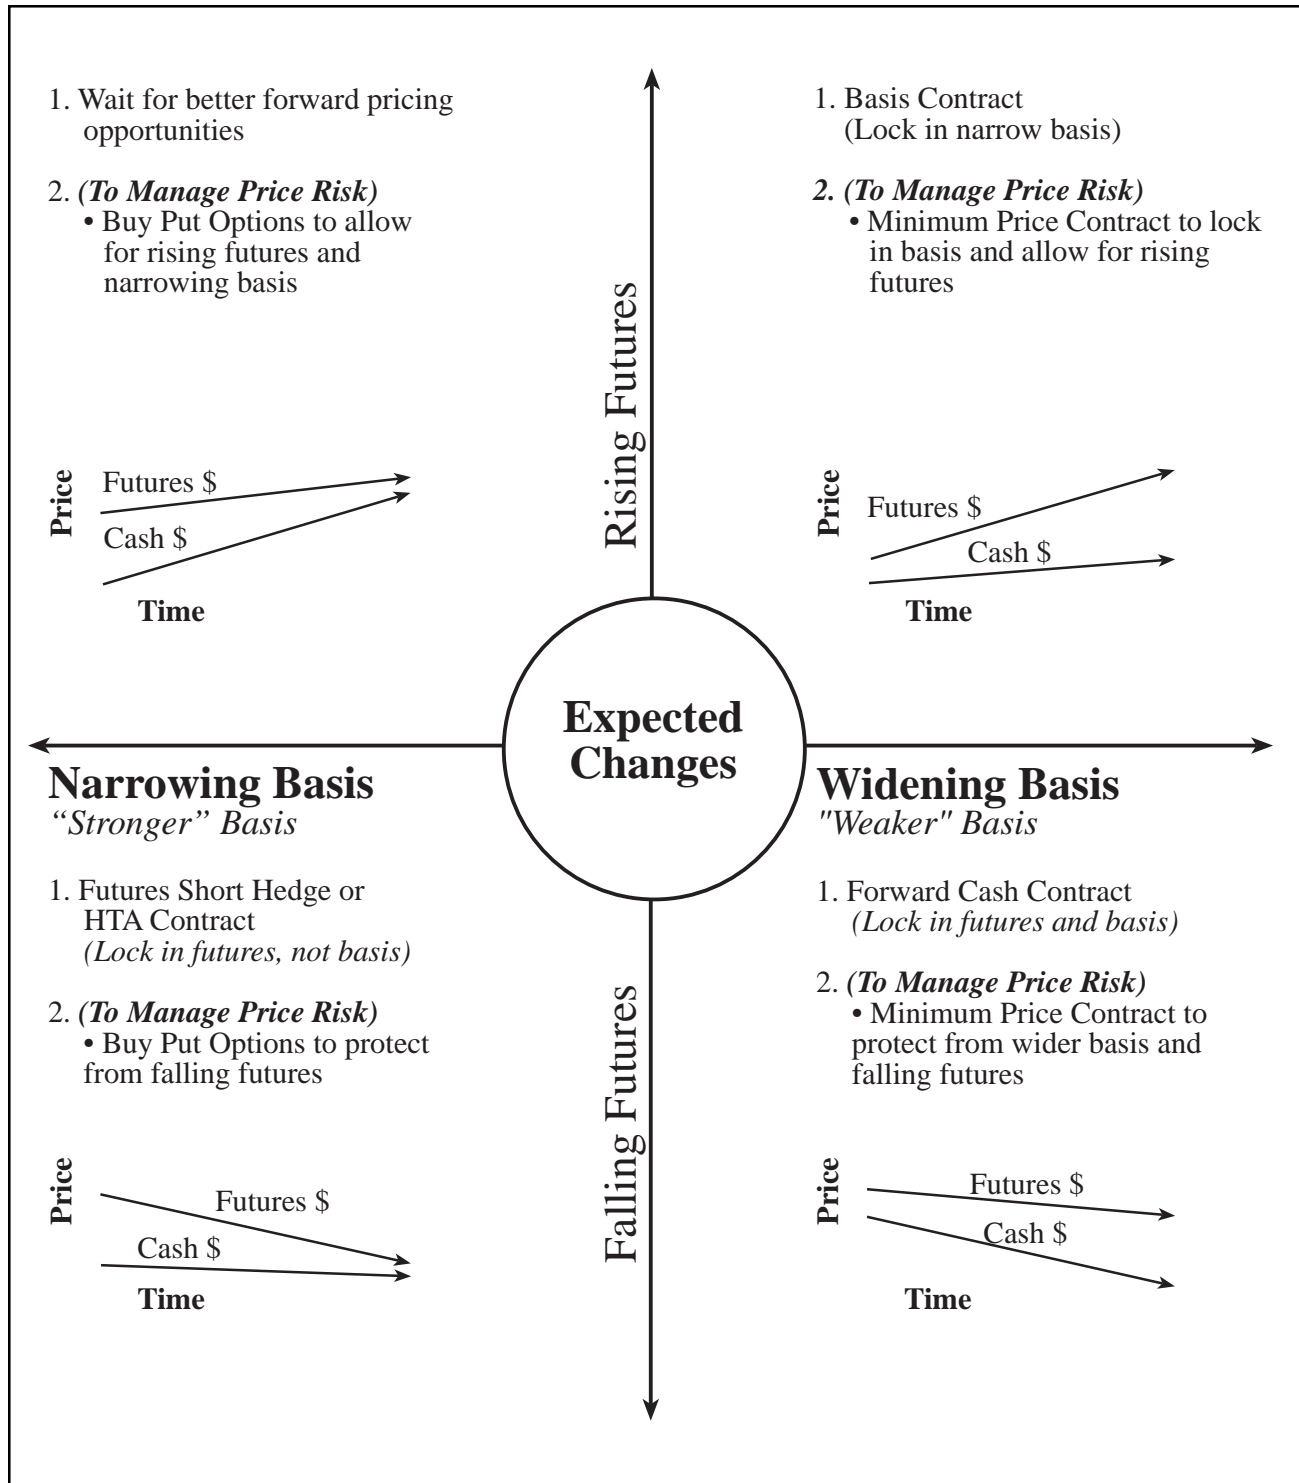 1. Wait for better forward pricing
opportunities
2. (To Manage Price Risk)
• Buy Put Options to allow
for rising futures and
narrowing basis
Price
Futures $
Cash $
Time
Rising Futures
1. Basis Contract
(Lock in narrow basis)
2. (To Manage Price Risk)
• Minimum Price Contract to lock
in basis and allow for rising
futures
Price
Futures $
Cash $
Time
Expected
Changes
Narrowing Basis
“Stronger” Basis
Widening Basis
"Weaker" Basis
1. Futures Short Hedge or
HTA Contract
(Lock in futures, not basis)
2. (To Manage Price Risk)
• Buy Put Options to protect
from falling futures
Price
Futures $
Cash $
Time
Falling Futures
1. Forward Cash Contract
(Lock in futures and basis)
2. (To Manage Price Risk)
• Minimum Price Contract to
protect from wider basis and
falling futures
Price
Futures $
Cash $
Time